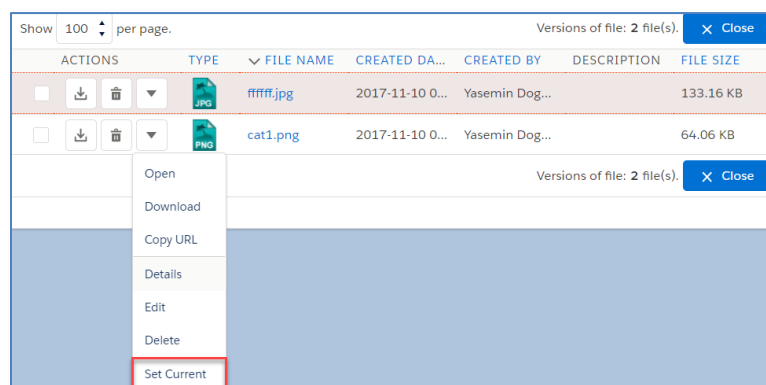 Show 100 per page. Versions of file: 2 file(s). Close
ACTIONS TYPE FILE NAME CREATED DA... CREATED BY DESCRIPTION FILE SIZE
JPG ffffff.jpg 2017-11-10 0... Yasemin Dog... 133.16 KB
PNG cat1.png 2017-11-10 0... Yasemin Dog... 64.06 KB
Versions of file: 2 file(s). Close
Open
Download
Copy URL
Details
Edit
Delete
Set Current